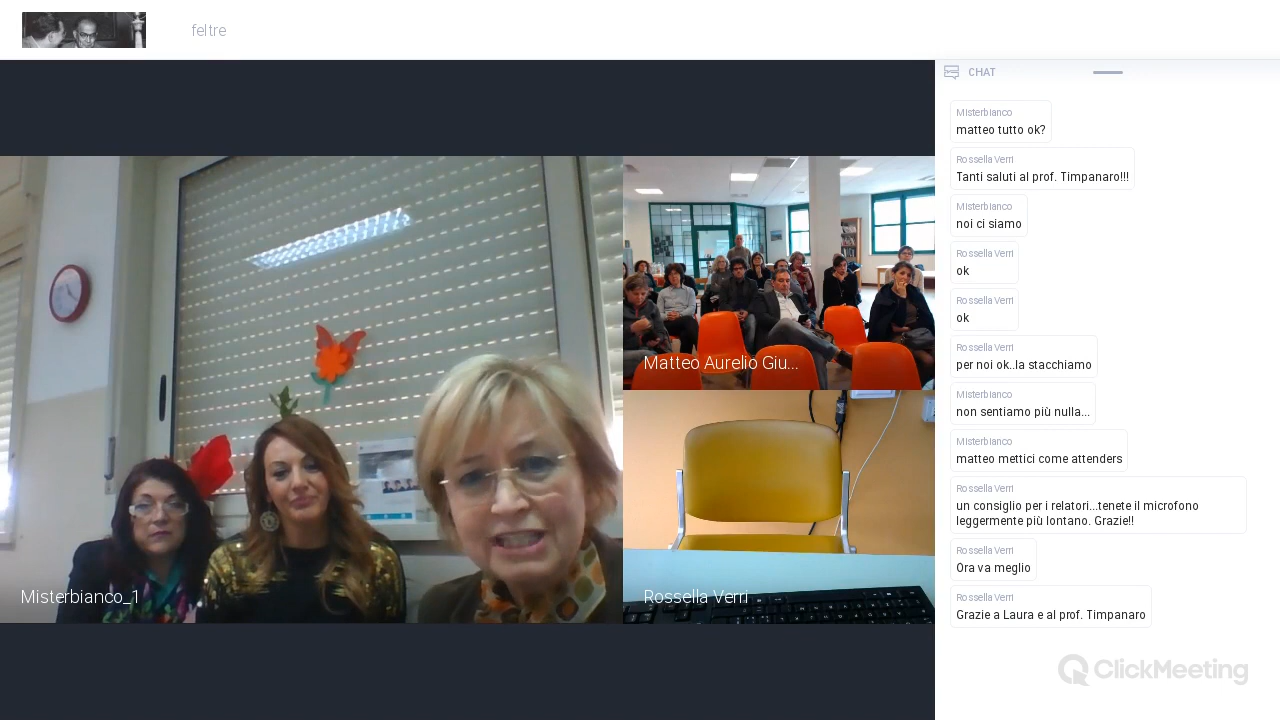 feltre
CHAT
Misterbianco
matteo tutto ok?
Rossella Verri
Tanti saluti al prof. Timpanaro!!!
Misterbianco
noi ci siamo
Rossella Verri
ok
Rossella Verri
ok
Rossella Verri
per noi ok..la stacchiamo
Misterbianco
non sentiamo più nulla...
Misterbianco
matteo mettici come attenders
Rossella Verri
un consiglio per i relatori...tenete il microfono
leggermente più lontano. Grazie!!
Rossella Verri
Ora va meglio
Rossella Verri
Grazie a Laura e al prof. Timpanaro
Misterbianco_1
Matteo Aurelio Giu...
Rossella Verri
ClickMeeting